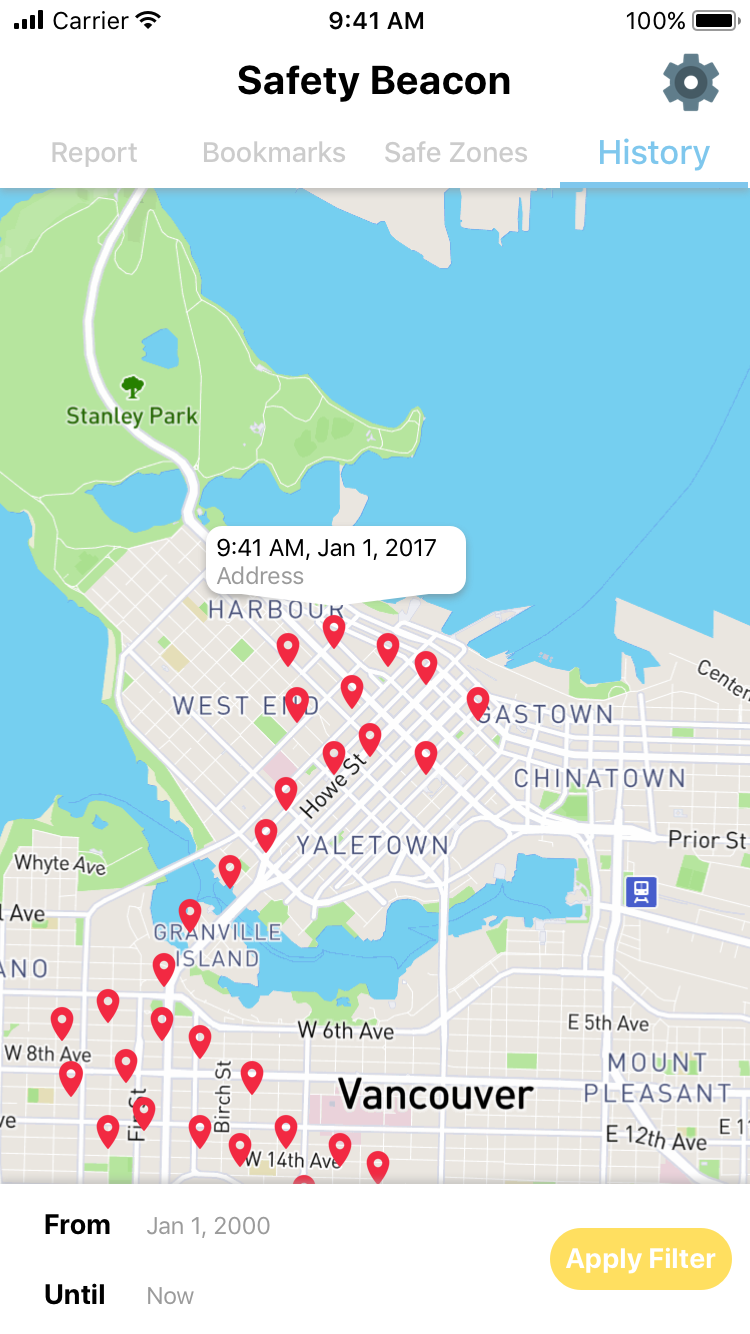 Carrier 9:41 AM 100%
Safety Beacon
Report Bookmarks Safe Zones History
Stanley Park
9:41 AM, Jan 1, 2017
Address
HARBOUR
Center
WEST END
GASTOWN
CHINATOWN
Howe St
Prior St
YALETOWN
Whyte Ave
l Ave
GRANVILLE
ISLAND
ANO
E 5th Ave
W 6th Ave
W 8th Ave
MOUNT
PLEASANT
Birch St
Vancouver
Fir St
ve
E 12th Ave
E 1
W 14th Ave
From Jan 1, 2000
Apply Filter
Until Now